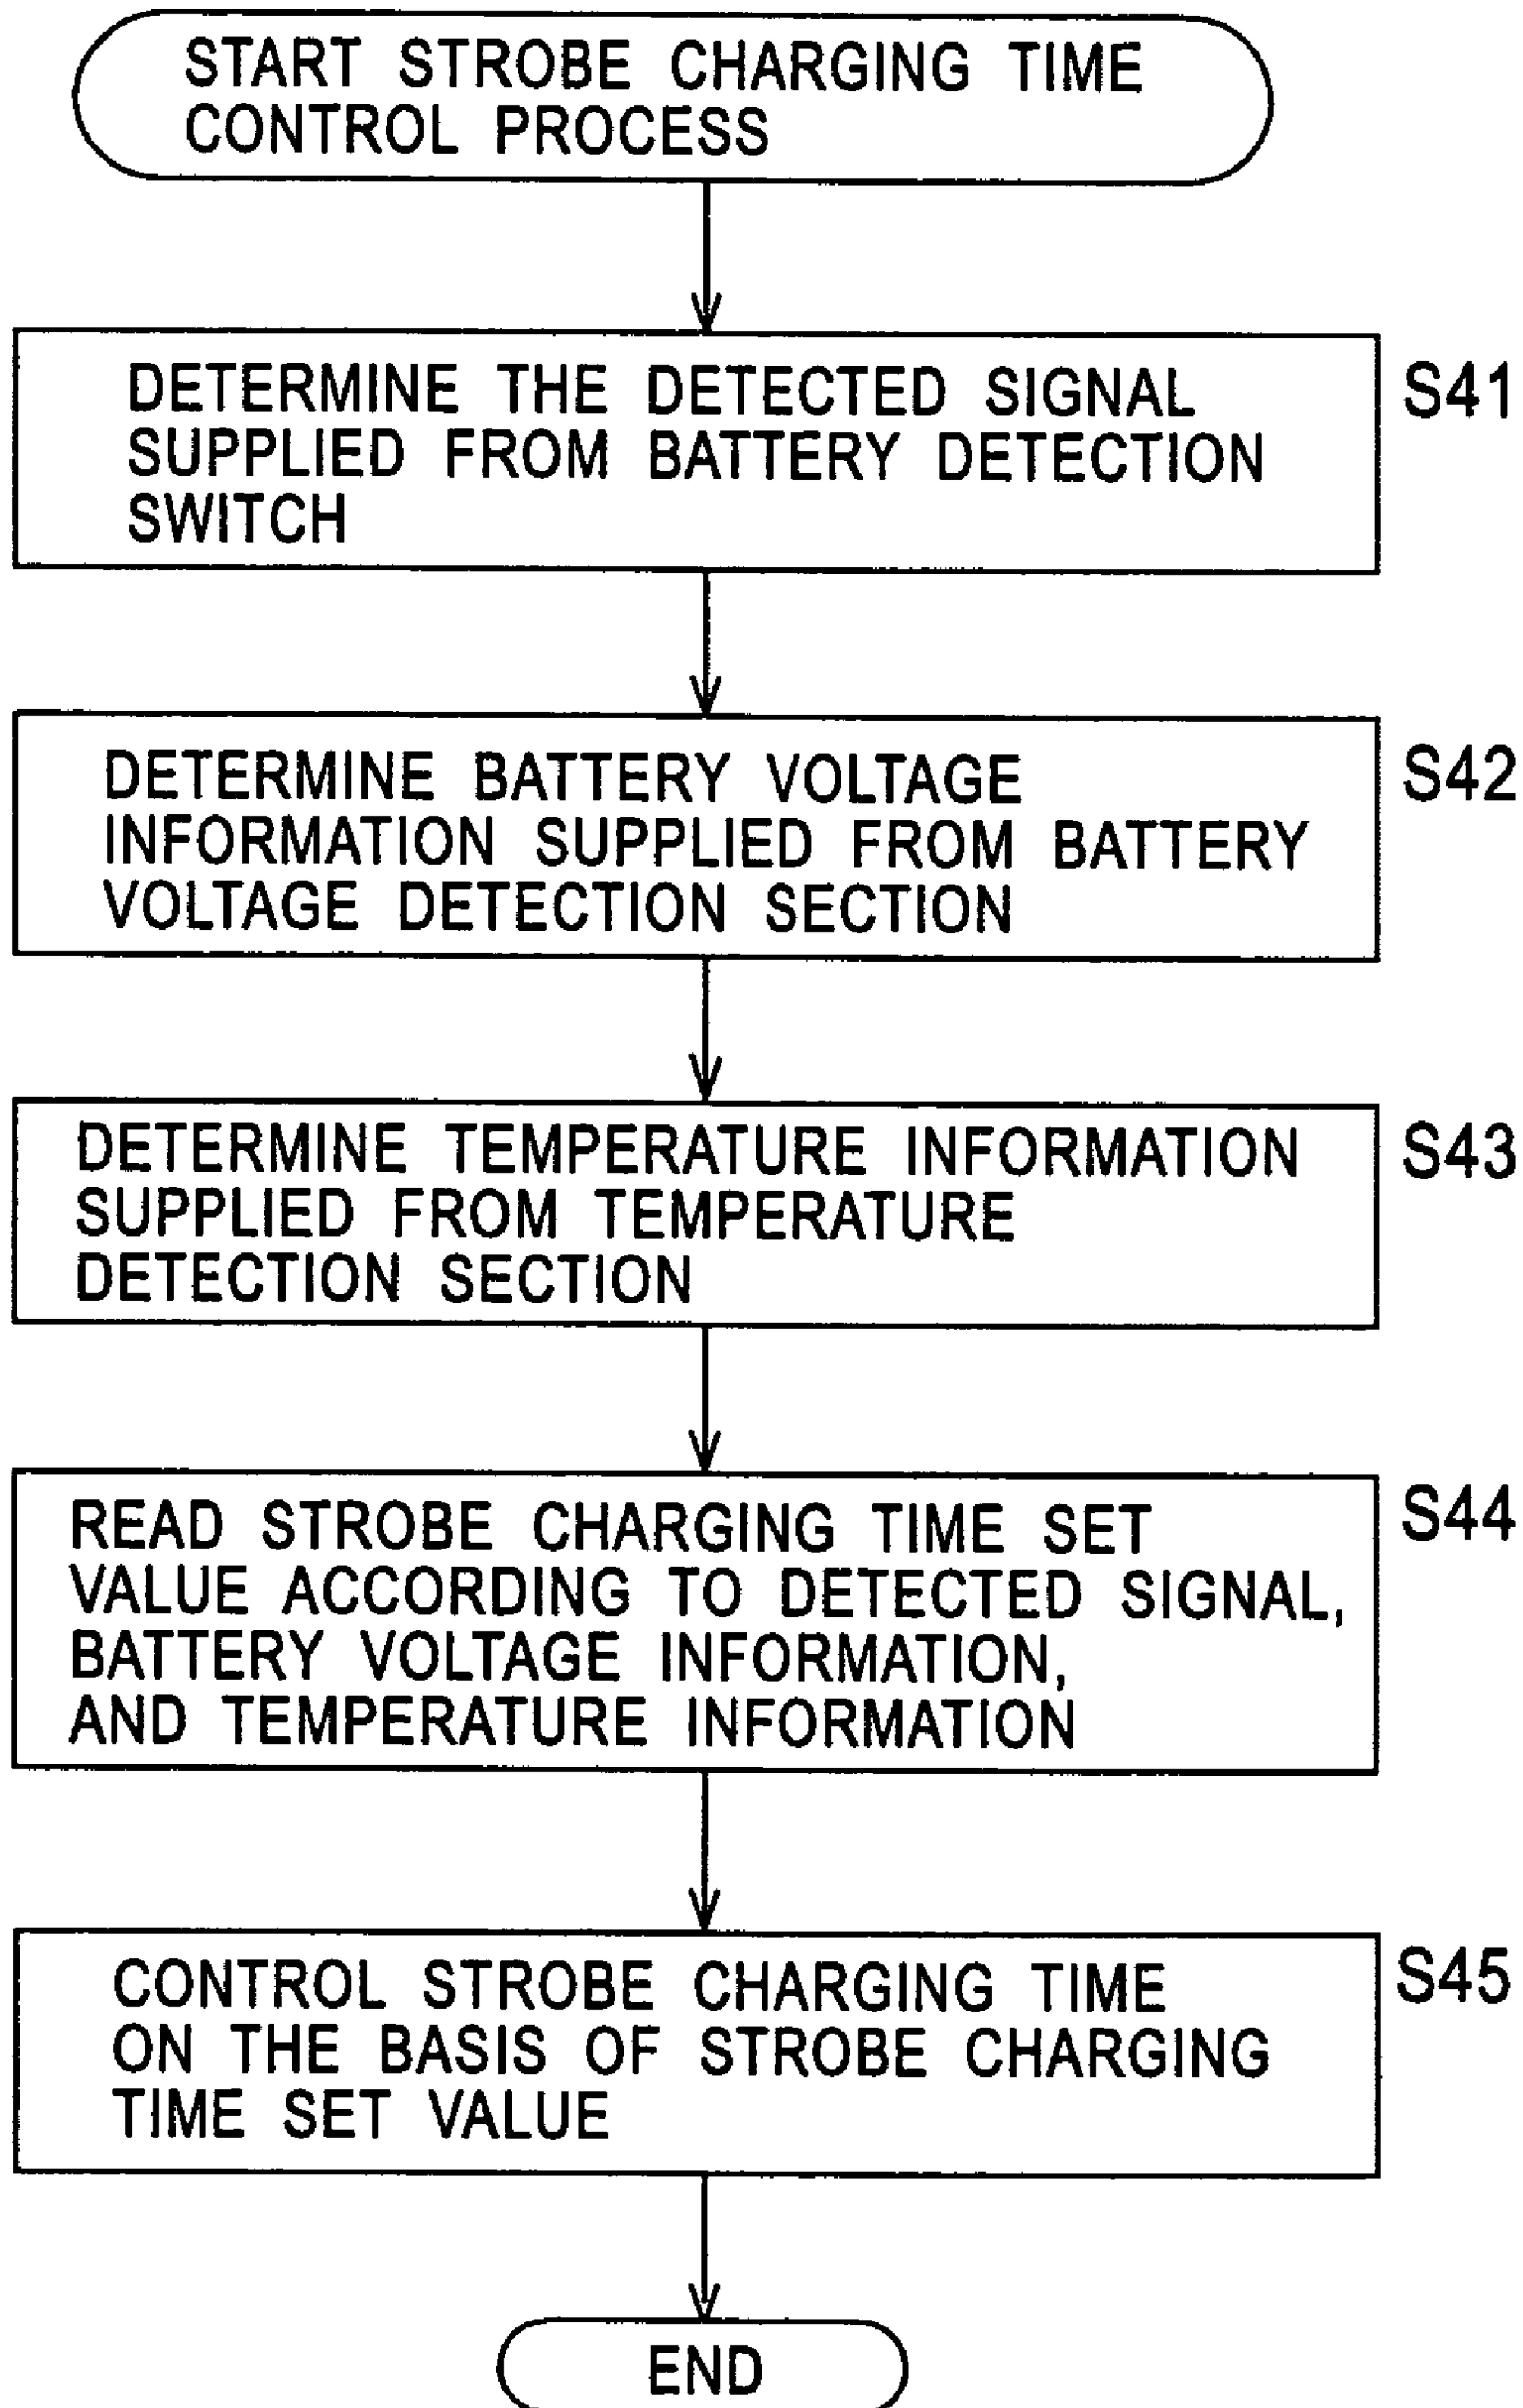 START STROBE CHARGING TIME
CONTROL PROCESS
DETERMINE THE DETECTED SIGNAL
SUPPLIED FROM BATTERY DETECTION
SWITCH
S41
DETERMINE BATTERY VOLTAGE
INFORMATION SUPPLIED FROM BATTERY
VOLTAGE DETECTION SECTION
S42
DETERMINE TEMPERATURE INFORMATION
SUPPLIED FROM TEMPERATURE
DETECTION SECTION
S43
READ STROBE CHARGING TIME SET
VALUE ACCORDING TO DETECTED SIGNAL,
BATTERY VOLTAGE INFORMATION,
AND TEMPERATURE INFORMATION
S44
CONTROL STROBE CHARGING TIME
ON THE BASIS OF STROBE CHARGING
TIME SET VALUE
S45
END